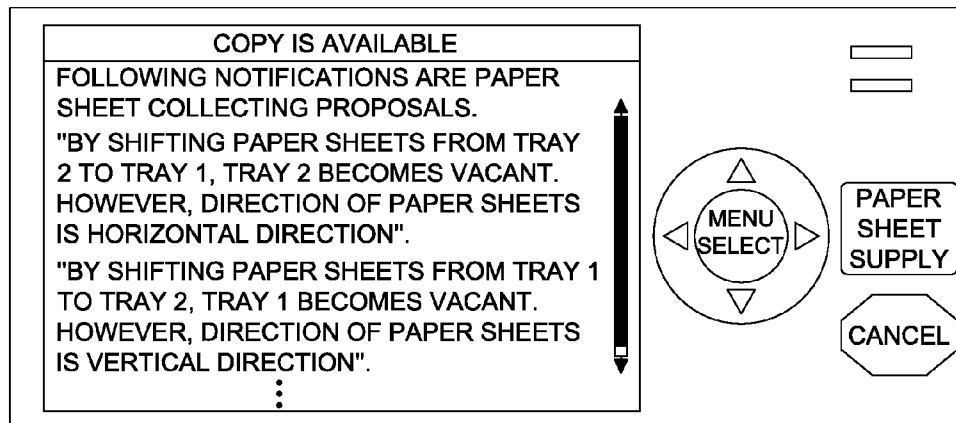 COPY IS AVAILABLE
FOLLOWING NOTIFICATIONS ARE PAPER
SHEET COLLECTING PROPOSALS.
"BY SHIFTING PAPER SHEETS FROM TRAY
2 TO TRAY 1, TRAY 2 BECOMES VACANT.
HOWEVER, DIRECTION OF PAPER SHEETS
IS HORIZONTAL DIRECTION".
"BY SHIFTING PAPER SHEETS FROM TRAY 1
TO TRAY 2, TRAY 1 BECOMES VACANT.
HOWEVER, DIRECTION OF PAPER SHEETS
IS VERTICAL DIRECTION".
MENU
SELECT
PAPER
SHEET
SUPPLY
CANCEL